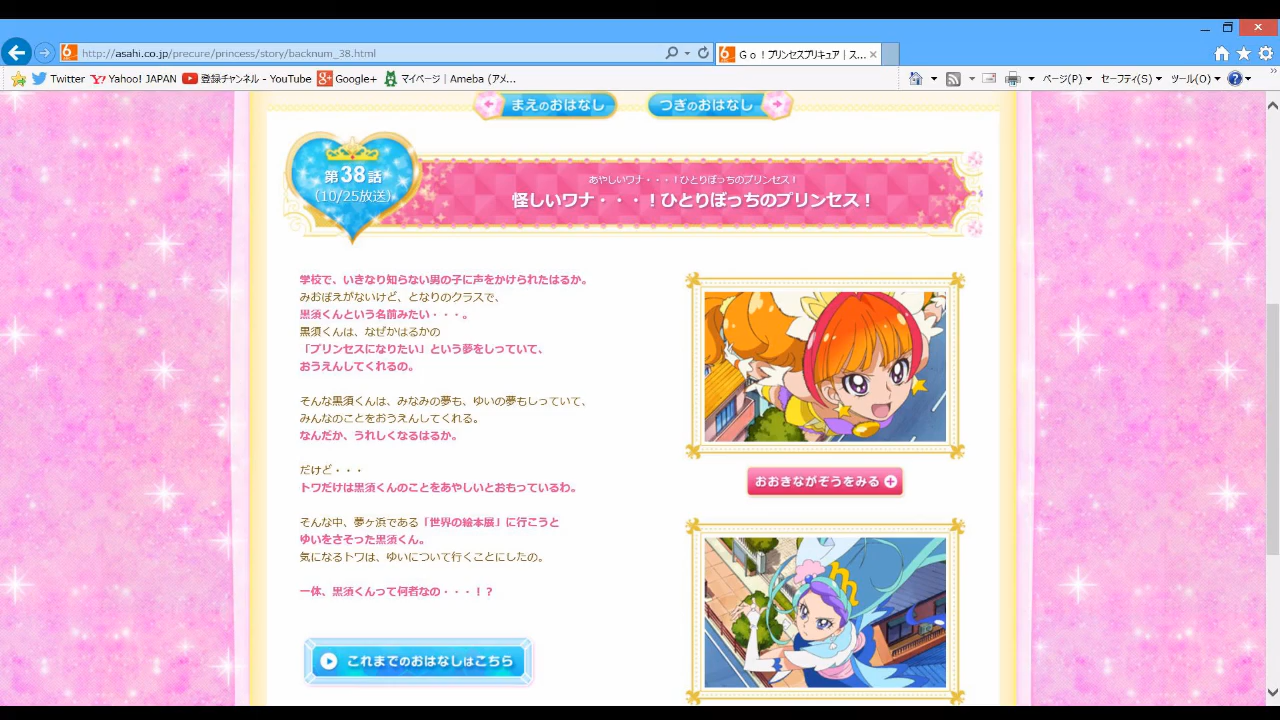 http://asahi.co.jp/precure/princess/story/backnum_38.html
Ｇｏ！プリンセスプリキュア｜ス...
Twitter
Yahoo! JAPAN
登録チャンネル - YouTube
Google+
マイページ｜Ameba (アメ...
ページ(P)
セーフティ(S)
ツール(O)
まえのおはなし
つぎのおはなし
第38話
（10/25放送）
あやしいワナ・・・！ひとりぼっちのプリンセス！
怪しいワナ・・・！ひとりぼっちのプリンセス！
学校で、いきなり知らない男の子に声をかけられたはるか。
みおぼえがないけど、となりのクラスで、
黒須くんという名前みたい・・・。
黒須くんは、なぜかはるかの
「プリンセスになりたい」という夢をしっていて、
おうえんしてくれるの。
そんな黒須くんは、みなみの夢も、ゆいの夢もしっていて、
みんなのことをおうえんしてくれる。
なんだか、うれしくなるはるか。
だけど・・・
トワだけは黒須くんのことをあやしいとおもっているわ。
そんな中、夢ヶ浜である「世界の絵本展」に行こうと
ゆいをさそった黒須くん。
気になるトワは、ゆいについて行くことにしたの。
一体、黒須くんって何者なの・・・！？
これまでのおはなしはこちら
おおきながぞうをみる